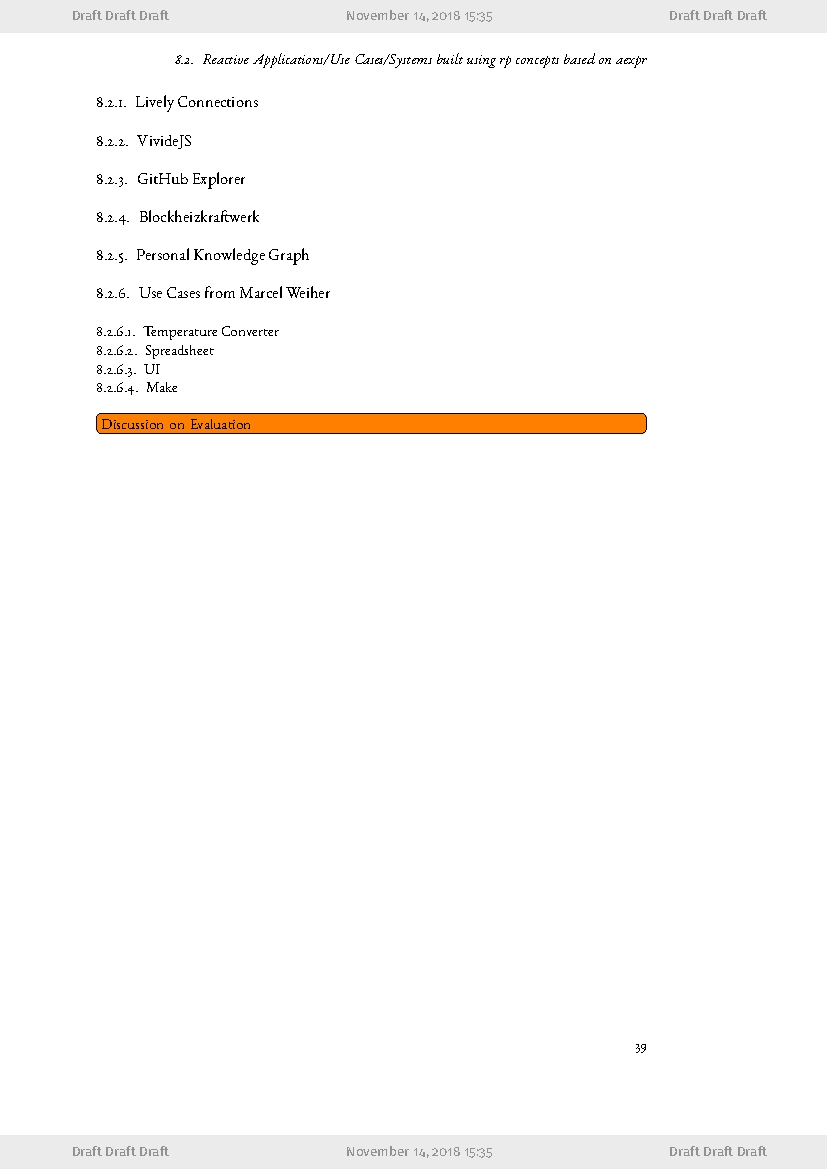 Draft Draft Draft November 14, 2018 15:35 Draft Draft Draft
8.2. Reactive Applications/Use Cases/Systems built using rp concepts based on aexpr
8.2.1. Lively Connections
8.2.2. VivideJS
8.2.3. GitHub Explorer
8.2.4. Blockheizkraftwerk
8.2.5. Personal Knowledge Graph
8.2.6. Use Cases from Marcel Weiher
8.2.6.1. Temperature Converter
8.2.6.2. Spreadsheet
8.2.6.3. UI
8.2.6.4. Make
Discussion on Evaluation
39
Draft Draft Draft November 14, 2018 15:35 Draft Draft Draft